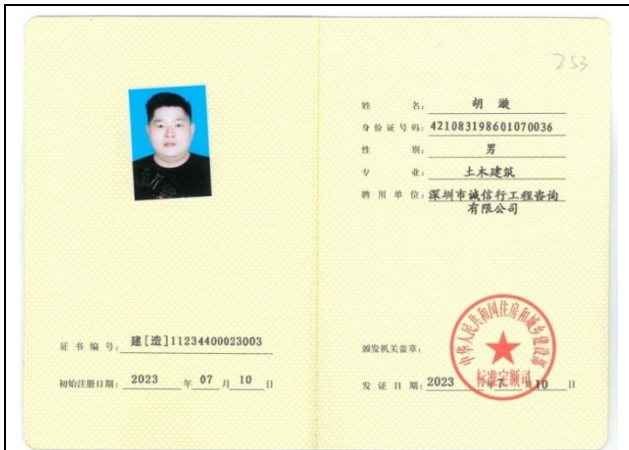 253
姓 名: 胡 漩
身份证号码: 421083198601070036
性 别: 男
专 业: 土木建筑
聘用单位: 深圳市诚信行工程咨询
有限公司
证书编号: 建[造]11234400023003
初始注册日期: 2023 年 07 月 10 日
颁发机关盖章:
中华人民共和国住房和城乡建设部
标准定额司
发证日期: 2023 年 7 月 10 日